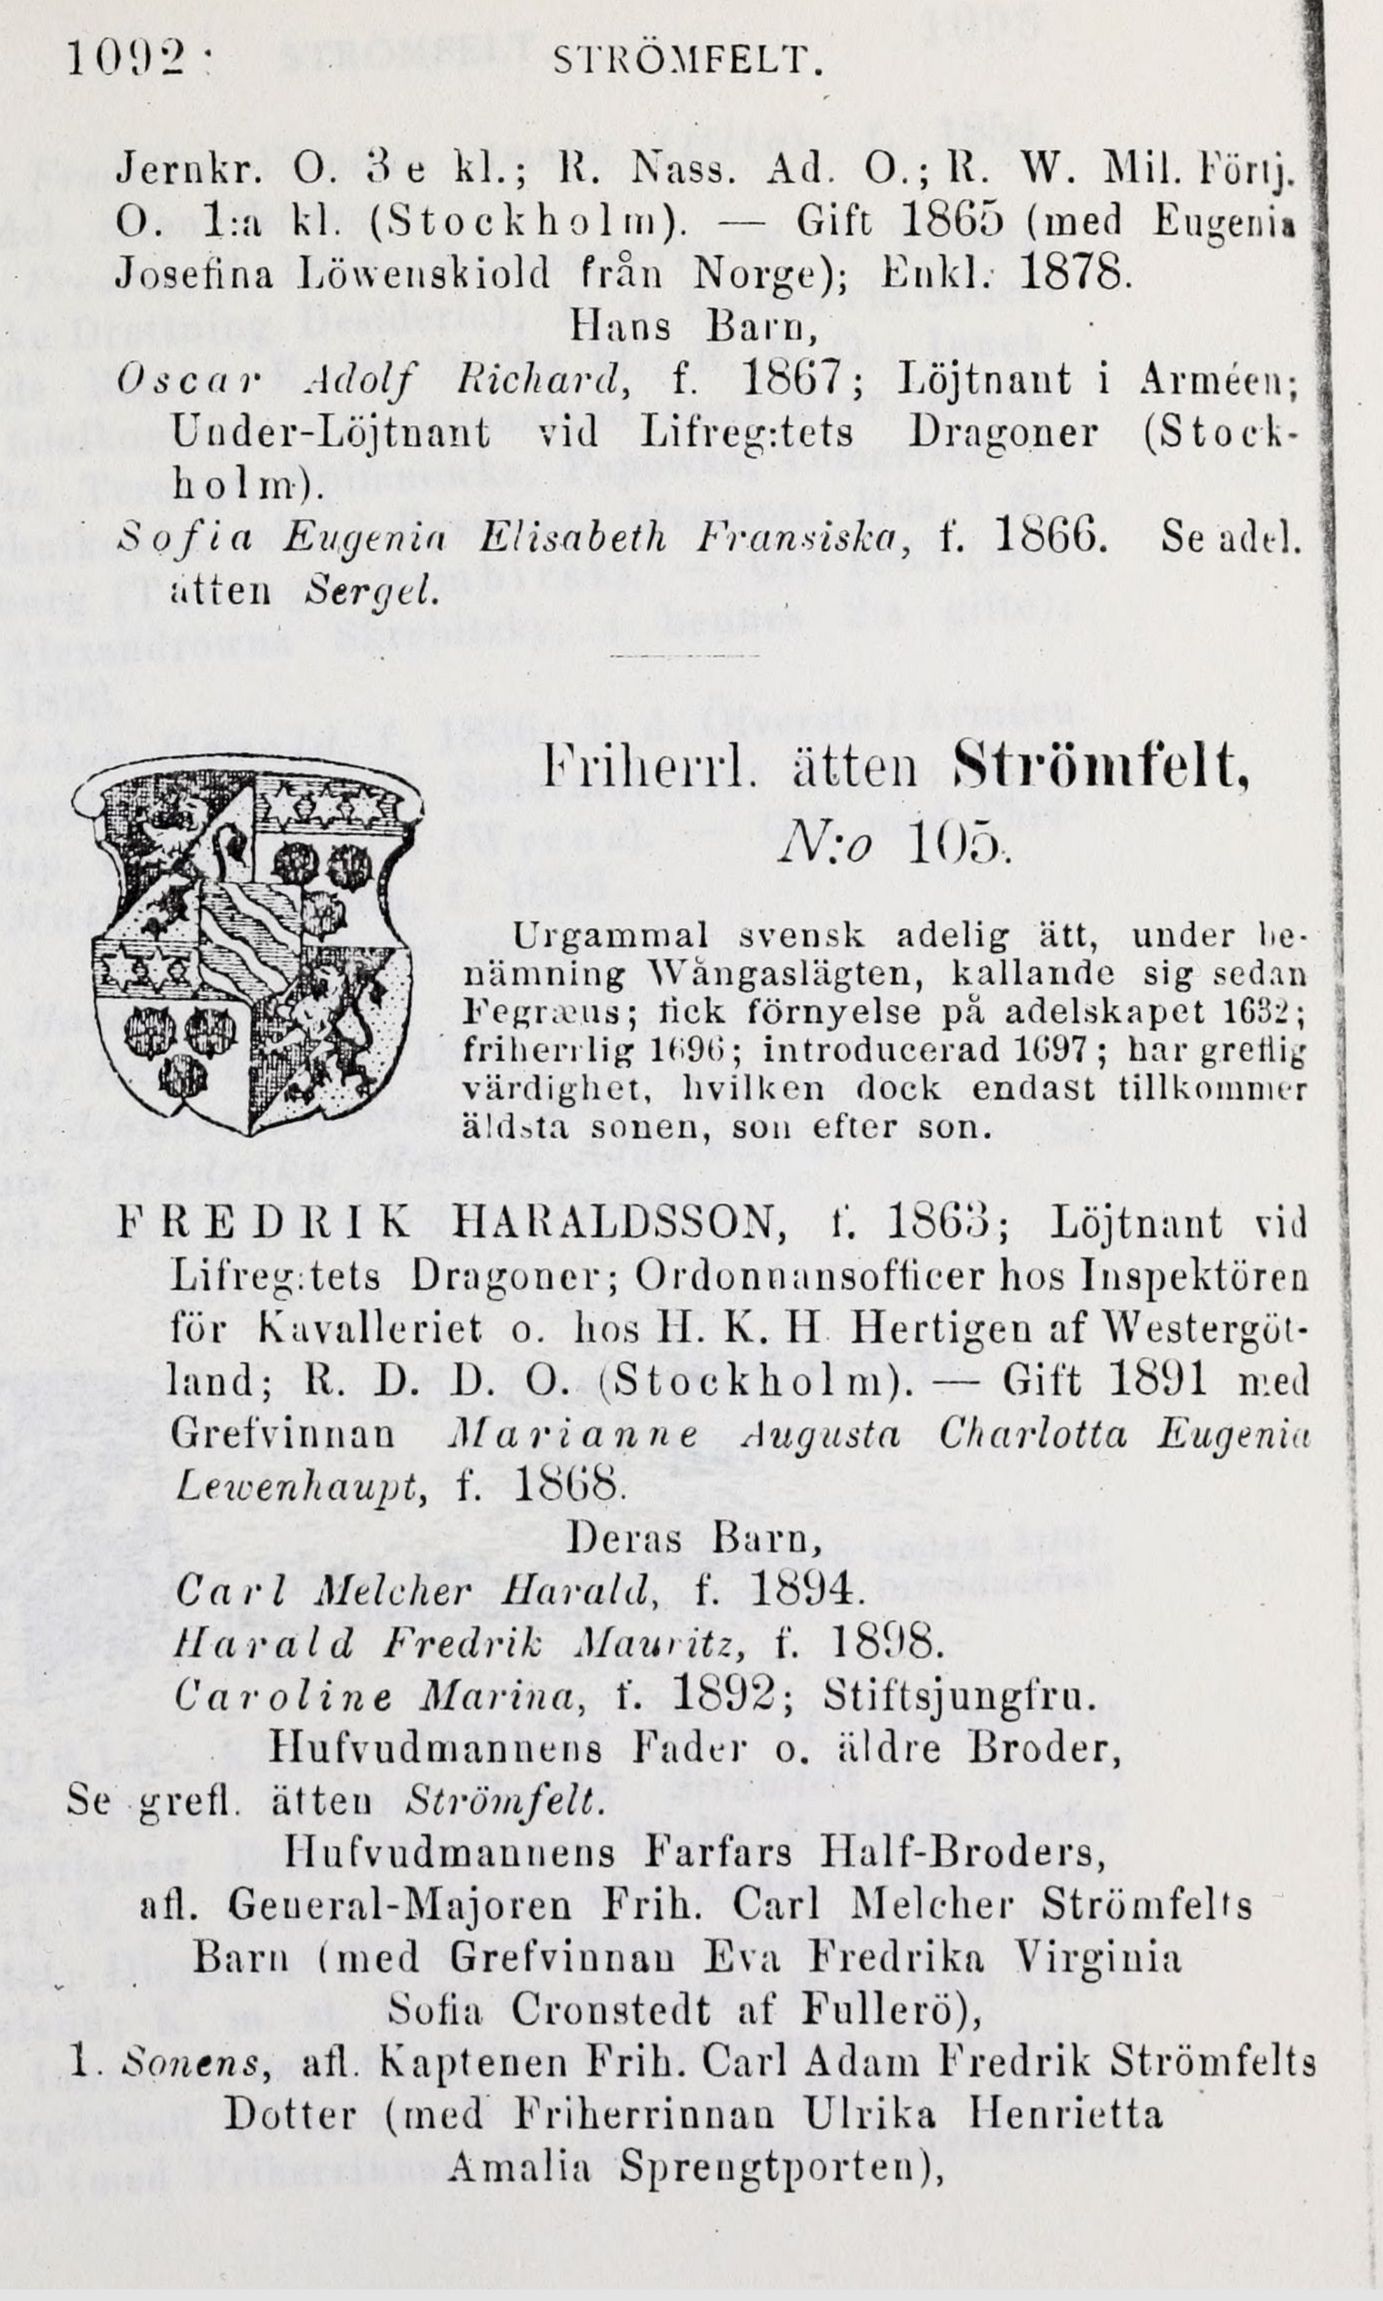 1092
STRÖMFELT.
Jernkr. O. 3 e kl.; R. Nass. Ad. O.; R. W. Mil. Förtj.
O. 1:a kl. (Stockholm). — Gift 1865 (med Eugenia
Josefina Löwenskiold från Norge); Enkl. 1878.
Hans Barn,
Oscar Adolf Richard, f. 1867; Löjtnant i Arméen;
Under-Löjtnant vid Lifreg:tets Dragoner (Stock-
holm).
Sofia Eugenia Elisabeth Fransiska, f. 1866. Se adel.
ätten Sergel.
Friherrl. ätten Strömfelt,
N:o 105.
Urgammal svensk adelig ätt, under be-
nämning Wångaslägten, kallande sig sedan
Fegræus; fick förnyelse på adelskapet 1632;
friherrlig 1696; introducerad 1697; har greflig
värdighet, hvilken dock endast tillkommer
äldsta sonen, son efter son.
FREDRIK HARALDSSON, f. 1863; Löjtnant vid
Lifreg:tets Dragoner; Ordonnansofficer hos Inspektören
för Kavalleriet o. hos H. K. H. Hertigen af Westergöt-
land; R. D. D. O. (Stockholm). — Gift 1891 med
Grefvinnan Marianne Augusta Charlotta Eugenia
Lewenhaupt, f. 1868.
Deras Barn,
Carl Melcher Harald, f. 1894.
Harald Fredrik Mauritz, f. 1898.
Caroline Marina, f. 1892; Stiftsjungfru.
Hufvudmannens Fader o. äldre Broder,
Se grefl. ätten Strömfelt.
Hufvudmannens Farfars Half-Broders,
afl. General-Majoren Frih. Carl Melcher Strömfelts
Barn (med Grefvinnan Eva Fredrika Virginia
Sofia Cronstedt af Fullerö),
1. Sonens, afl. Kaptenen Frih. Carl Adam Fredrik Strömfelts
Dotter (med Friherrinnan Ulrika Henrietta
Amalia Sprengtporten),